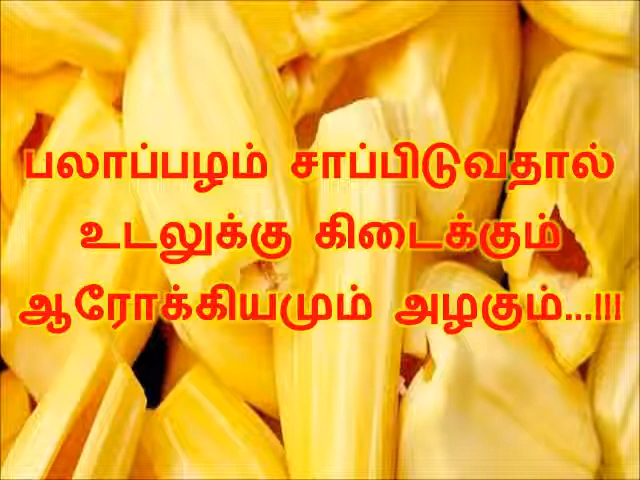 பலாப்பழம் சாப்பிடுவதால்
உடலுக்கு கிடைக்கும்
ஆரோக்கியமும் அழகும்...!!!